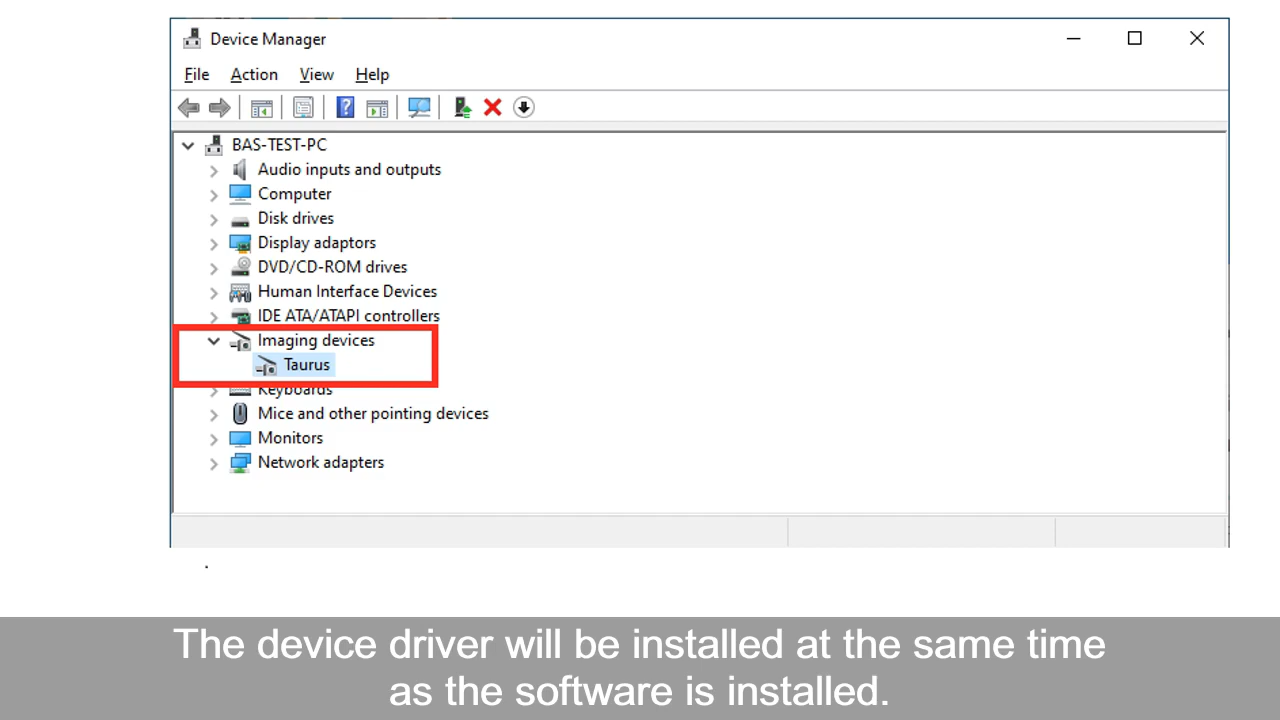 Device Manager
File Action View Help
BAS-TEST-PC
Audio inputs and outputs
Computer
Disk drives
Display adaptors
DVD/CD-ROM drives
Human Interface Devices
IDE ATA/ATAPI controllers
Imaging devices
Taurus
Keyboards
Mice and other pointing devices
Monitors
Network adapters
.
The device driver will be installed at the same time
as the software is installed.